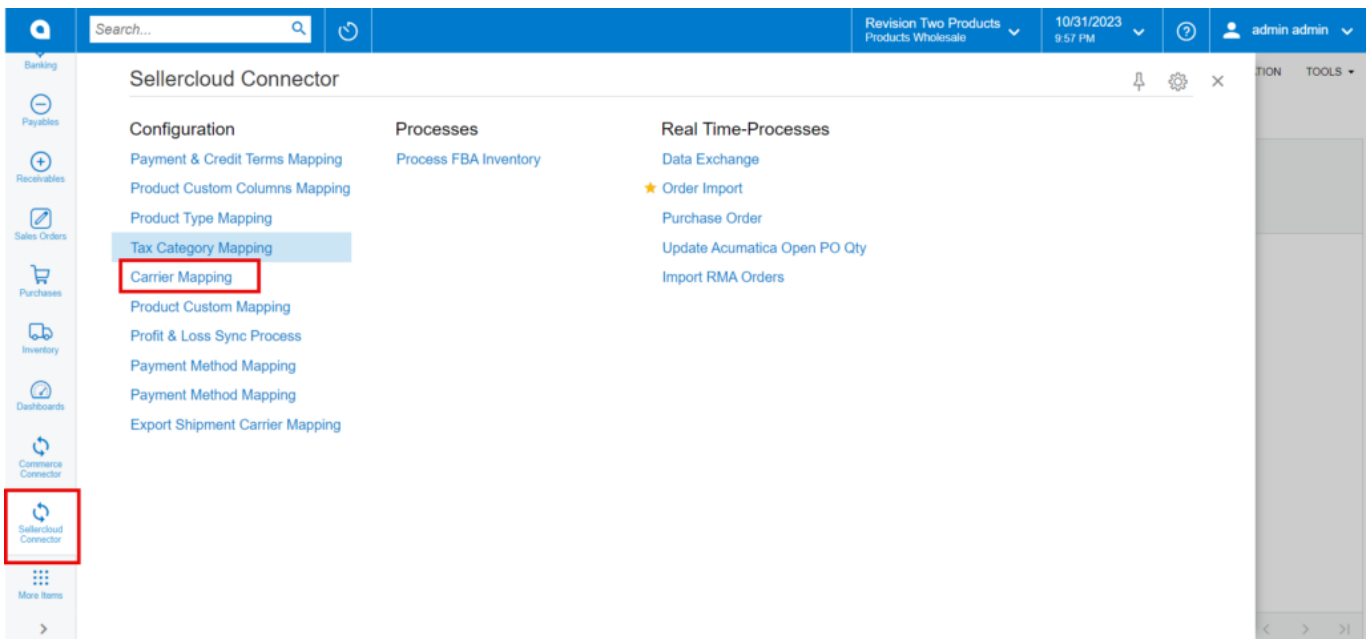 Search...
Revision Two Products
Products Wholesale
10/31/2023
9:57 PM
admin admin
Banking
Payables
Receivables
Sales Orders
Purchases
Inventory
Dashboards
Commerce
Connector
Sellercloud
Connector
More Items
Sellercloud Connector
TION
TOOLS
Configuration
Payment & Credit Terms Mapping
Product Custom Columns Mapping
Product Type Mapping
Tax Category Mapping
Carrier Mapping
Product Custom Mapping
Profit & Loss Sync Process
Payment Method Mapping
Payment Method Mapping
Export Shipment Carrier Mapping
Processes
Process FBA Inventory
Real Time-Processes
Data Exchange
Order Import
Purchase Order
Update Acumatica Open PO Qty
Import RMA Orders